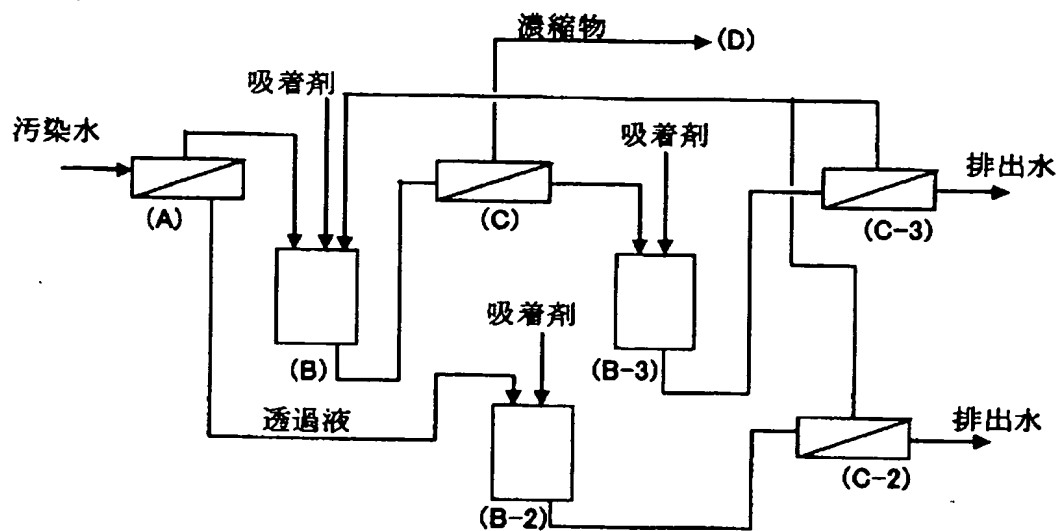 濃縮物
(D)
吸着剤
汚染水
吸着剤
排出水
(A)
(C)
(C-3)
吸着剤
(B)
(B-3)
透過液
排出水
(C-2)
(B-2)